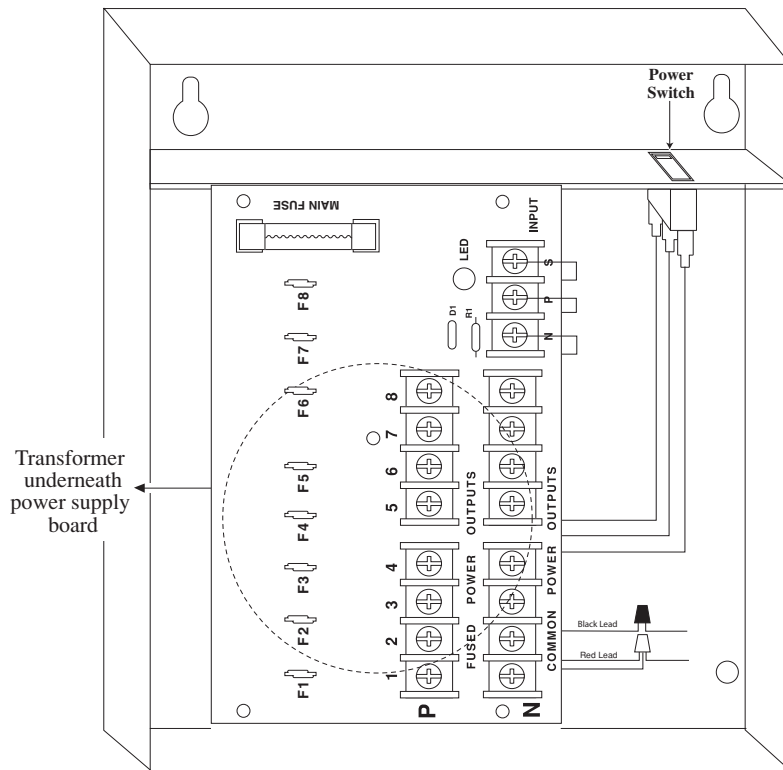 Power
Switch
MAIN FUSE
INPUT
LED
S
P
N
D1
R1
F8
F7
F6
F5
F4
F3
F2
F1
8
7
6
5
4
3
2
1
FUSED POWER OUTPUTS
COMMON POWER OUTPUTS
P
N
Transformer
underneath
power supply
board
Black Lead
Red Lead